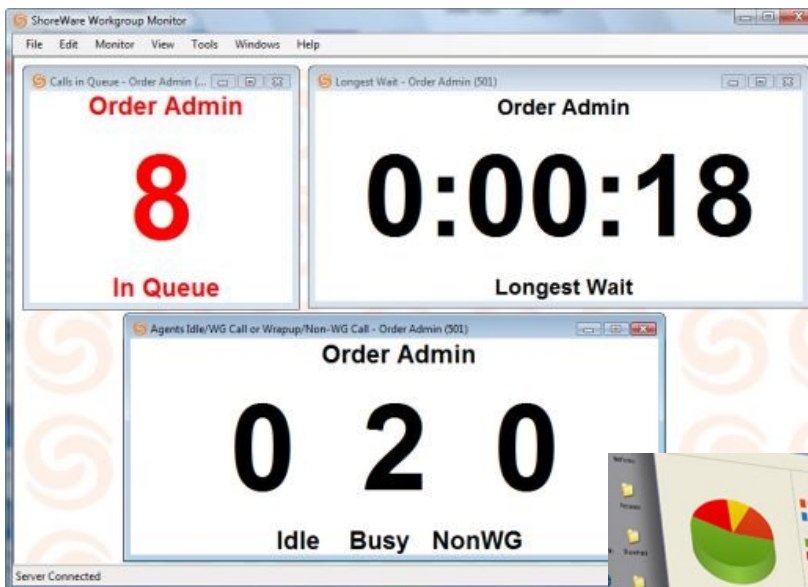 ShoreWare Workgroup Monitor
File Edit Monitor View Tools Windows Help
Calls in Queue - Order Admin (...
Order Admin
8
In Queue
Longest Wait - Order Admin (501)
Order Admin
0:00:18
Longest Wait
Agents Idle/WG Call or Wrapup/Non-WG Call - Order Admin (501)
Order Admin
0 2 0
Idle Busy NonWG
Server Connected